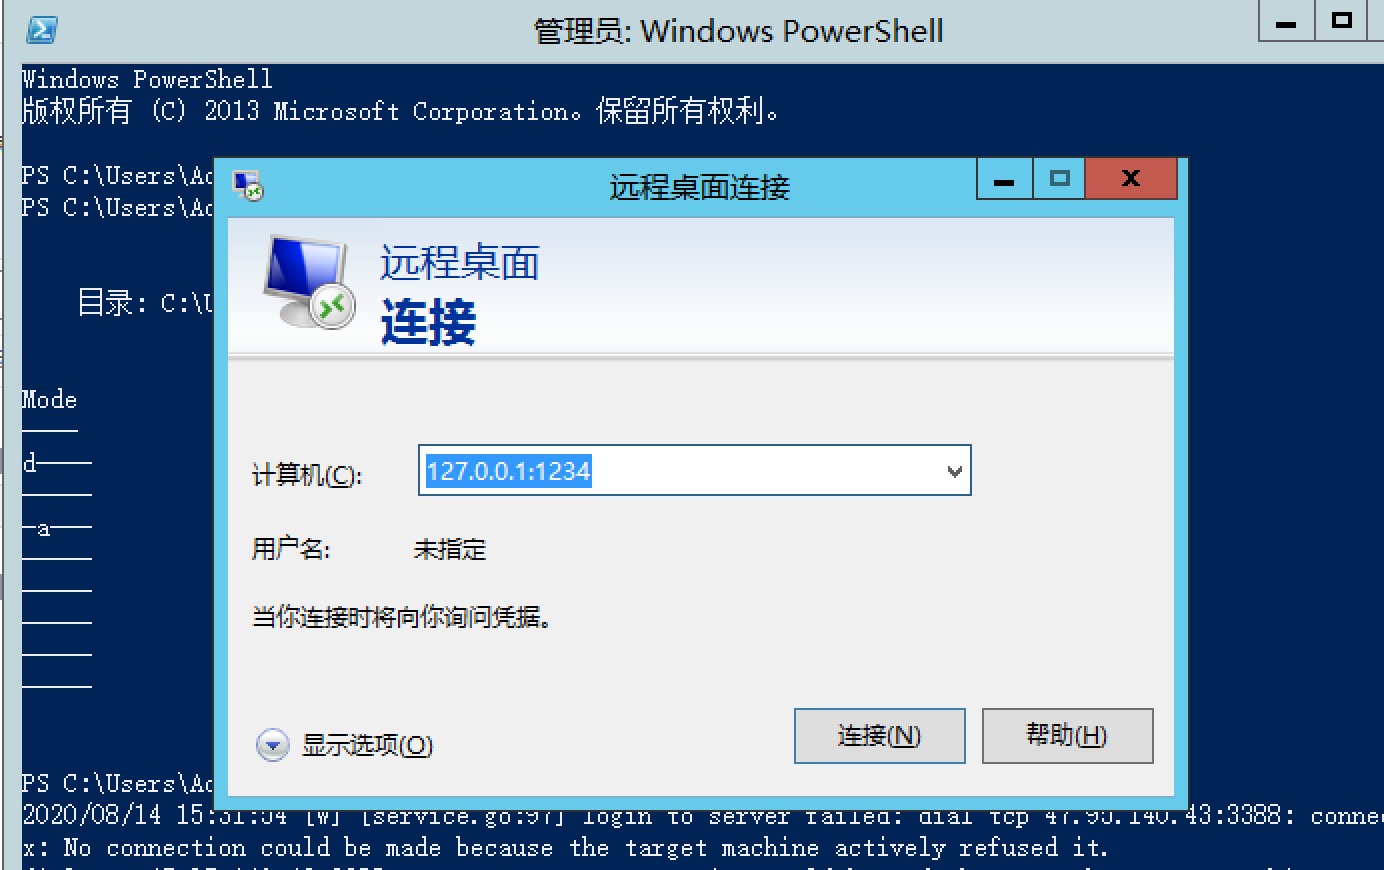 管理员: Windows PowerShell
Windows PowerShell
版权所有 (C) 2013 Microsoft Corporation。保留所有权利。
PS C:\Users\Ad
PS C:\Users\Ad
目录: C:\U
Mode
d----
-a---
远程桌面连接
远程桌面
连接
计算机(C): 127.0.0.1:1234
用户名: 未指定
当你连接时将向你询问凭据。
显示选项(O) 连接(N) 帮助(H)
PS C:\Users\Ad
2020/08/14 15:31:54 [W] [service.go:97] login to server failed: dial tcp 47.95.140.43:3388: connec
x: No connection could be made because the target machine actively refused it.